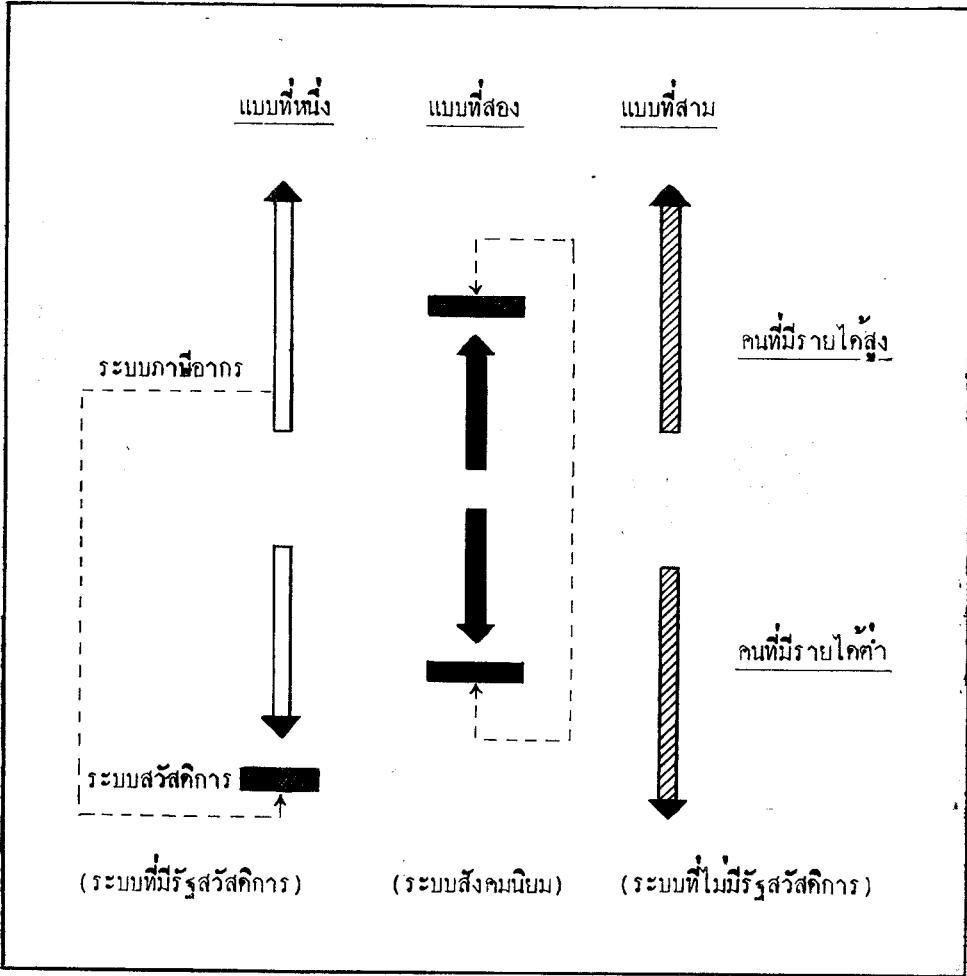 แบบที่หนึ่ง แบบที่สอง แบบที่สาม
คนที่มีรายได้สูง
ระบบภาษีอากร
คนที่มีรายได้ต่ำ
ระบบสวัสดิการ
(ระบบที่มีรัฐสวัสดิการ) (ระบบสังคมนิยม) (ระบบที่ไม่มีรัฐสวัสดิการ)